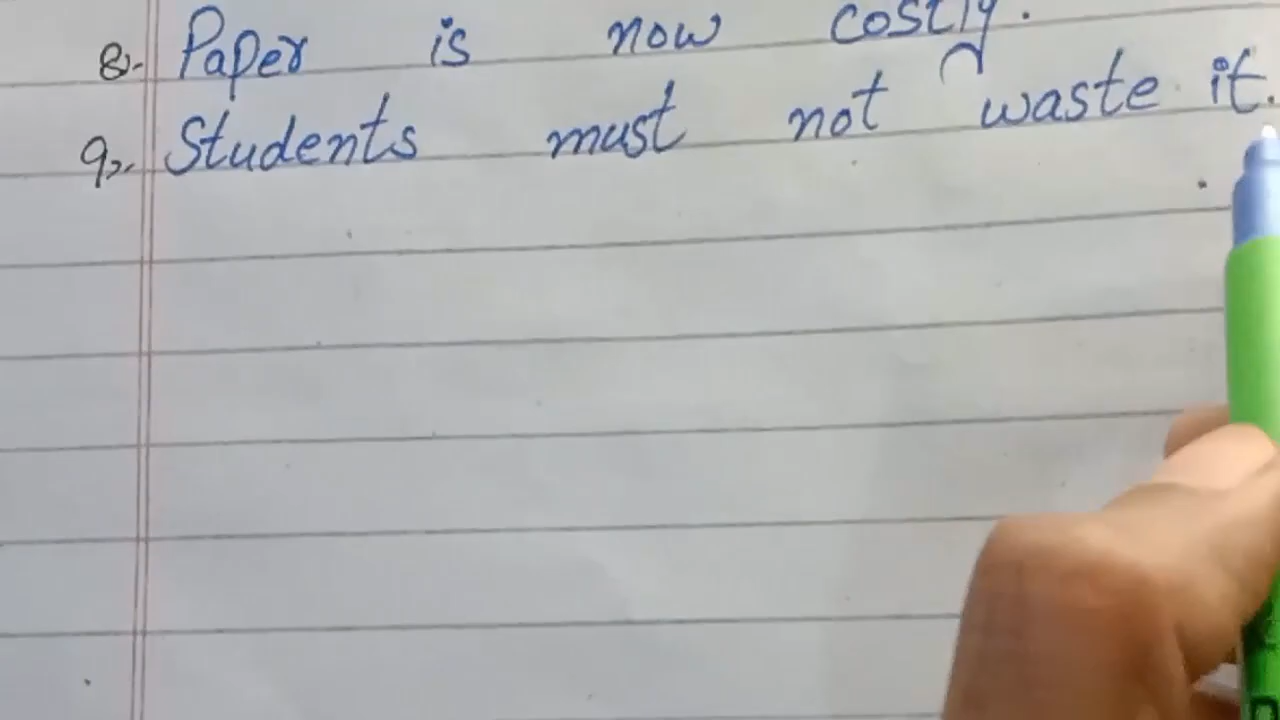 8.- Paper is now costly.
9.- Students must not waste it.